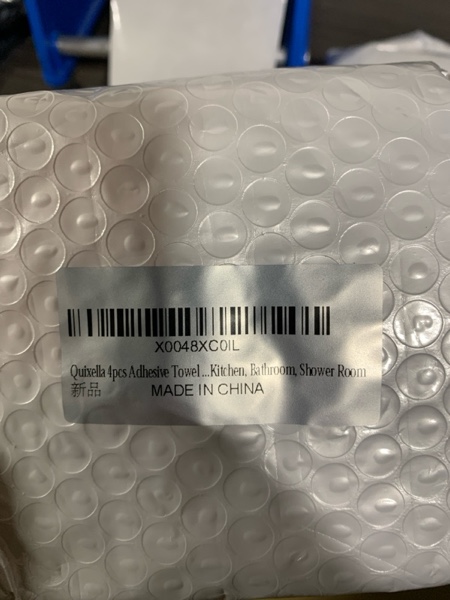 X0048XC0IL
Quixella 4pcs Adhesive Towel ...Kitchen, Bathroom, Shower Room
新品 MADE IN CHINA